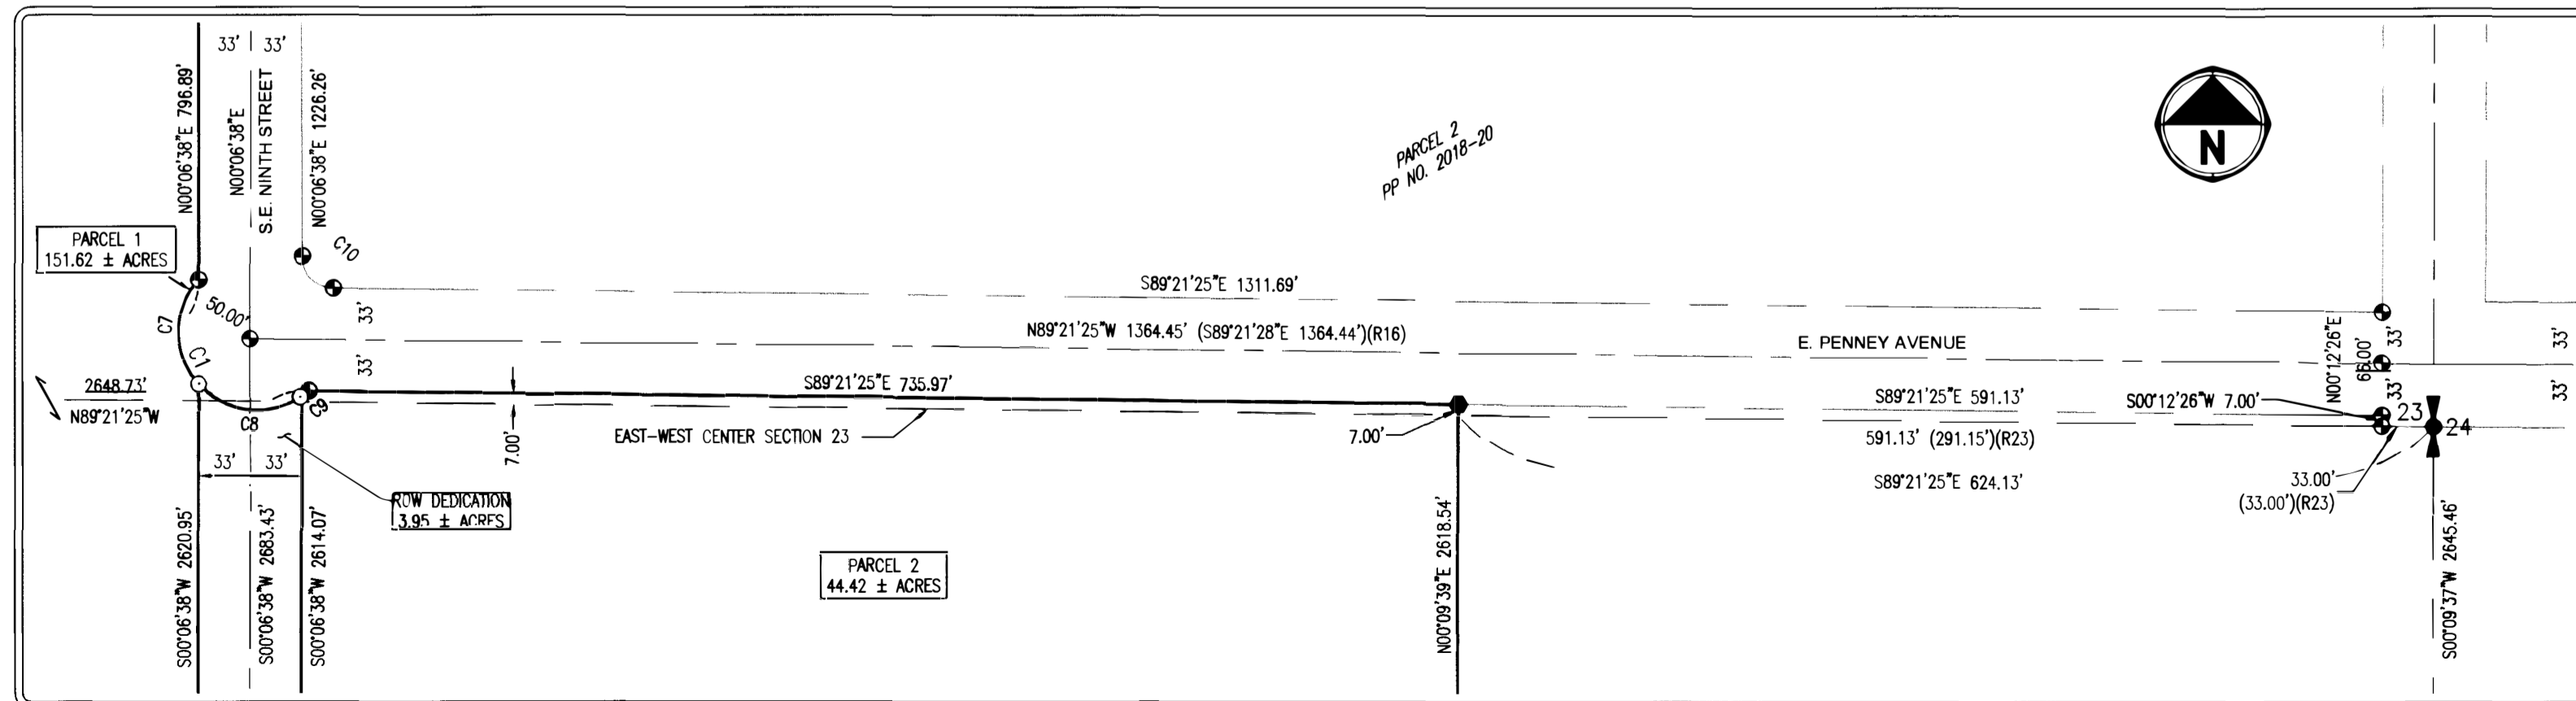 33' 33'
N00°06'38"E 796.89'
N00°06'38"E
S.E. NINTH STREET
N00°06'38"E 1226.26'
PARCEL 1
151.62 ± ACRES
C10
C7
50.00'
C1
33'
33'
2648.73'
N89°21'25"W
C8
C9
33' 33'
7.00'
ROW DEDICATION
3.95 ± ACRES
S00°06'38"W 2620.95'
S00°06'38"W 2683.43'
S00°06'38"W 2614.07'
PARCEL 2
PP NO. 2018-20
N
S89°21'25"E 1311.69'
N89°21'25"W 1364.45' (S89°21'28"E 1364.44')(R16)
E. PENNEY AVENUE
S89°21'25"E 735.97'
EAST-WEST CENTER SECTION 23
7.00'
PARCEL 2
44.42 ± ACRES
N00°09'39"E 2618.54'
S89°21'25"E 591.13'
591.13' (291.15')(R23)
S89°21'25"E 624.13'
S00°12'26"W 7.00'
N00°12'26"E
66.00'
33'
33'
33'
33'
23
24
33.00'
(33.00')(R23)
S00°09'37"W 2645.46'